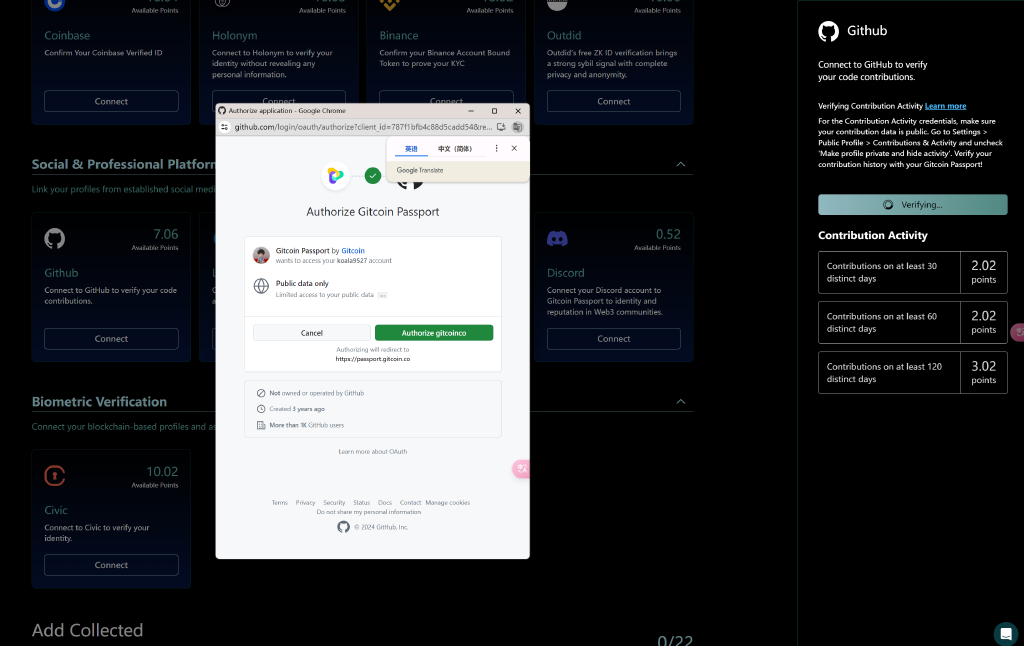 Available Points
Available Points
Available Points
Available Points
Coinbase
Confirm Your Coinbase Verified ID
Connect
Holonym
Connect to Holonym to verify your
identity without revealing any
personal information.
Connect
Binance
Confirm your Binance Account Bound
Token to prove your KYC
Connect
Outdid
Outdid's free ZK ID verification brings
a strong sybil signal with complete
privacy and anonymity.
Connect
Social & Professional Platform
Link your profiles from established social medi
7.06
Available Points
Github
Connect to GitHub to verify your code
contributions.
Connect
0.52
Available Points
Discord
Connect your Discord account to
Gitcoin Passport to identity and
reputation in Web3 communities.
Connect
Biometric Verification
Connect your blockchain-based profiles and as
10.02
Available Points
Civic
Connect to Civic to verify your
identity.
Connect
Add Collected
0/22
Authorize application - Google Chrome
github.com/login/oauth/authorize?client_id=787f1bfb4c88d5cadd54&re...
英语
中文（简体）
Google Translate
Authorize Gitcoin Passport
Gitcoin Passport by Gitcoin
wants to access your koala9527 account
Public data only
Limited access to your public data
Cancel
Authorize gitcoinco
Authorizing will redirect to
https://passport.gitcoin.co
Not owned or operated by GitHub
Created 3 years ago
More than 1K GitHub users
Learn more about OAuth
Terms Privacy Security Status Docs Contact Manage cookies
Do not share my personal information
© 2024 GitHub, Inc.
Github
Connect to GitHub to verify
your code contributions.
Verifying Contribution Activity Learn more
For the Contribution Activity credentials, make sure
your contribution data is public. Go to Settings >
Public Profile > Contributions & Activity and uncheck
'Make profile private and hide activity'. Verify your
contribution history with your Gitcoin Passport!
Verifying...
Contribution Activity
Contributions on at least 30
distinct days
2.02
points
Contributions on at least 60
distinct days
2.02
points
Contributions on at least 120
distinct days
3.02
points